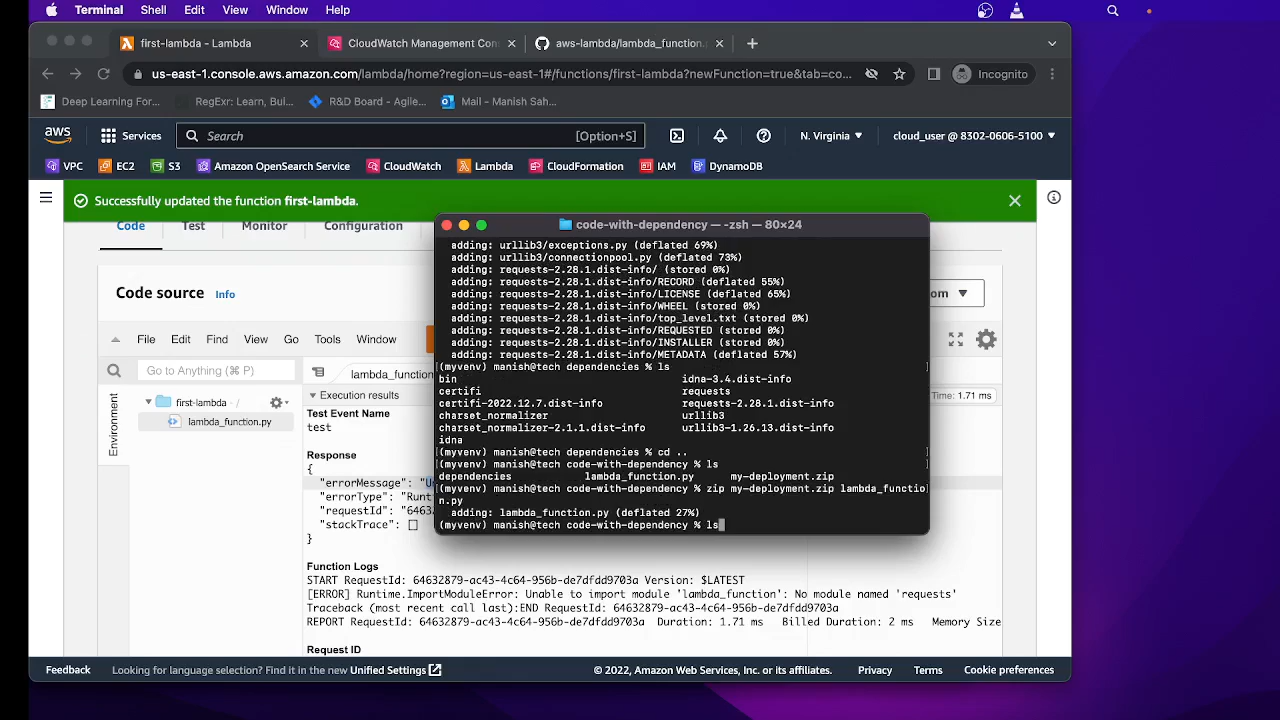 Terminal Shell Edit View Window Help
first-lambda - Lambda
CloudWatch Management Con
aws-lambda/lambda_function.
us-east-1.console.aws.amazon.com/lambda/home?region=us-east-1#/functions/first-lambda?newFunction=true&tab=co...
Incognito
Deep Learning For...
RegExr: Learn, Bui...
R&D Board - Agile...
Mail - Manish Sah...
aws
Services
Search
[Option+S]
N. Virginia
cloud_user @ 8302-0606-5100
VPC
EC2
S3
Amazon OpenSearch Service
CloudWatch
Lambda
CloudFormation
IAM
DynamoDB
Successfully updated the function first-lambda.
Code
Test
Monitor
Configuration
Code source Info
om
File Edit Find View Go Tools Window
Go to Anything (⌘ P)
lambda_function
Environment
first-lambda - /
lambda_function.py
Execution results
Time: 1.71 ms
Test Event Name
test
Response
{
"errorMessage": "U
"errorType": "Runt
"requestId": "6463
"stackTrace": []
}
Function Logs
START RequestId: 64632879-ac43-4c64-956b-de7dfdd9703a Version: $LATEST
[ERROR] Runtime.ImportModuleError: Unable to import module 'lambda_function': No module named 'requests'
Traceback (most recent call last):END RequestId: 64632879-ac43-4c64-956b-de7dfdd9703a
REPORT RequestId: 64632879-ac43-4c64-956b-de7dfdd9703a Duration: 1.71 ms Billed Duration: 2 ms Memory Size
Request ID
code-with-dependency — -zsh — 80×24
adding: urllib3/exceptions.py (deflated 69%)
adding: urllib3/connectionpool.py (deflated 73%)
adding: requests-2.28.1.dist-info/ (stored 0%)
adding: requests-2.28.1.dist-info/RECORD (deflated 55%)
adding: requests-2.28.1.dist-info/LICENSE (deflated 65%)
adding: requests-2.28.1.dist-info/WHEEL (stored 0%)
adding: requests-2.28.1.dist-info/top_level.txt (stored 0%)
adding: requests-2.28.1.dist-info/REQUESTED (stored 0%)
adding: requests-2.28.1.dist-info/INSTALLER (stored 0%)
adding: requests-2.28.1.dist-info/METADATA (deflated 57%)
(myvenv) manish@tech dependencies % ls
bin idna-3.4.dist-info
certifi requests
certifi-2022.12.7.dist-info requests-2.28.1.dist-info
charset_normalizer urllib3
charset_normalizer-2.1.1.dist-info urllib3-1.26.13.dist-info
idna
(myvenv) manish@tech dependencies % cd ..
(myvenv) manish@tech code-with-dependency % ls
dependencies lambda_function.py my-deployment.zip
(myvenv) manish@tech code-with-dependency % zip my-deployment.zip lambda_functio
n.py
adding: lambda_function.py (deflated 27%)
(myvenv) manish@tech code-with-dependency % ls
Feedback
Looking for language selection? Find it in the new Unified Settings
© 2022, Amazon Web Services, Inc. or its affiliates.
Privacy
Terms
Cookie preferences